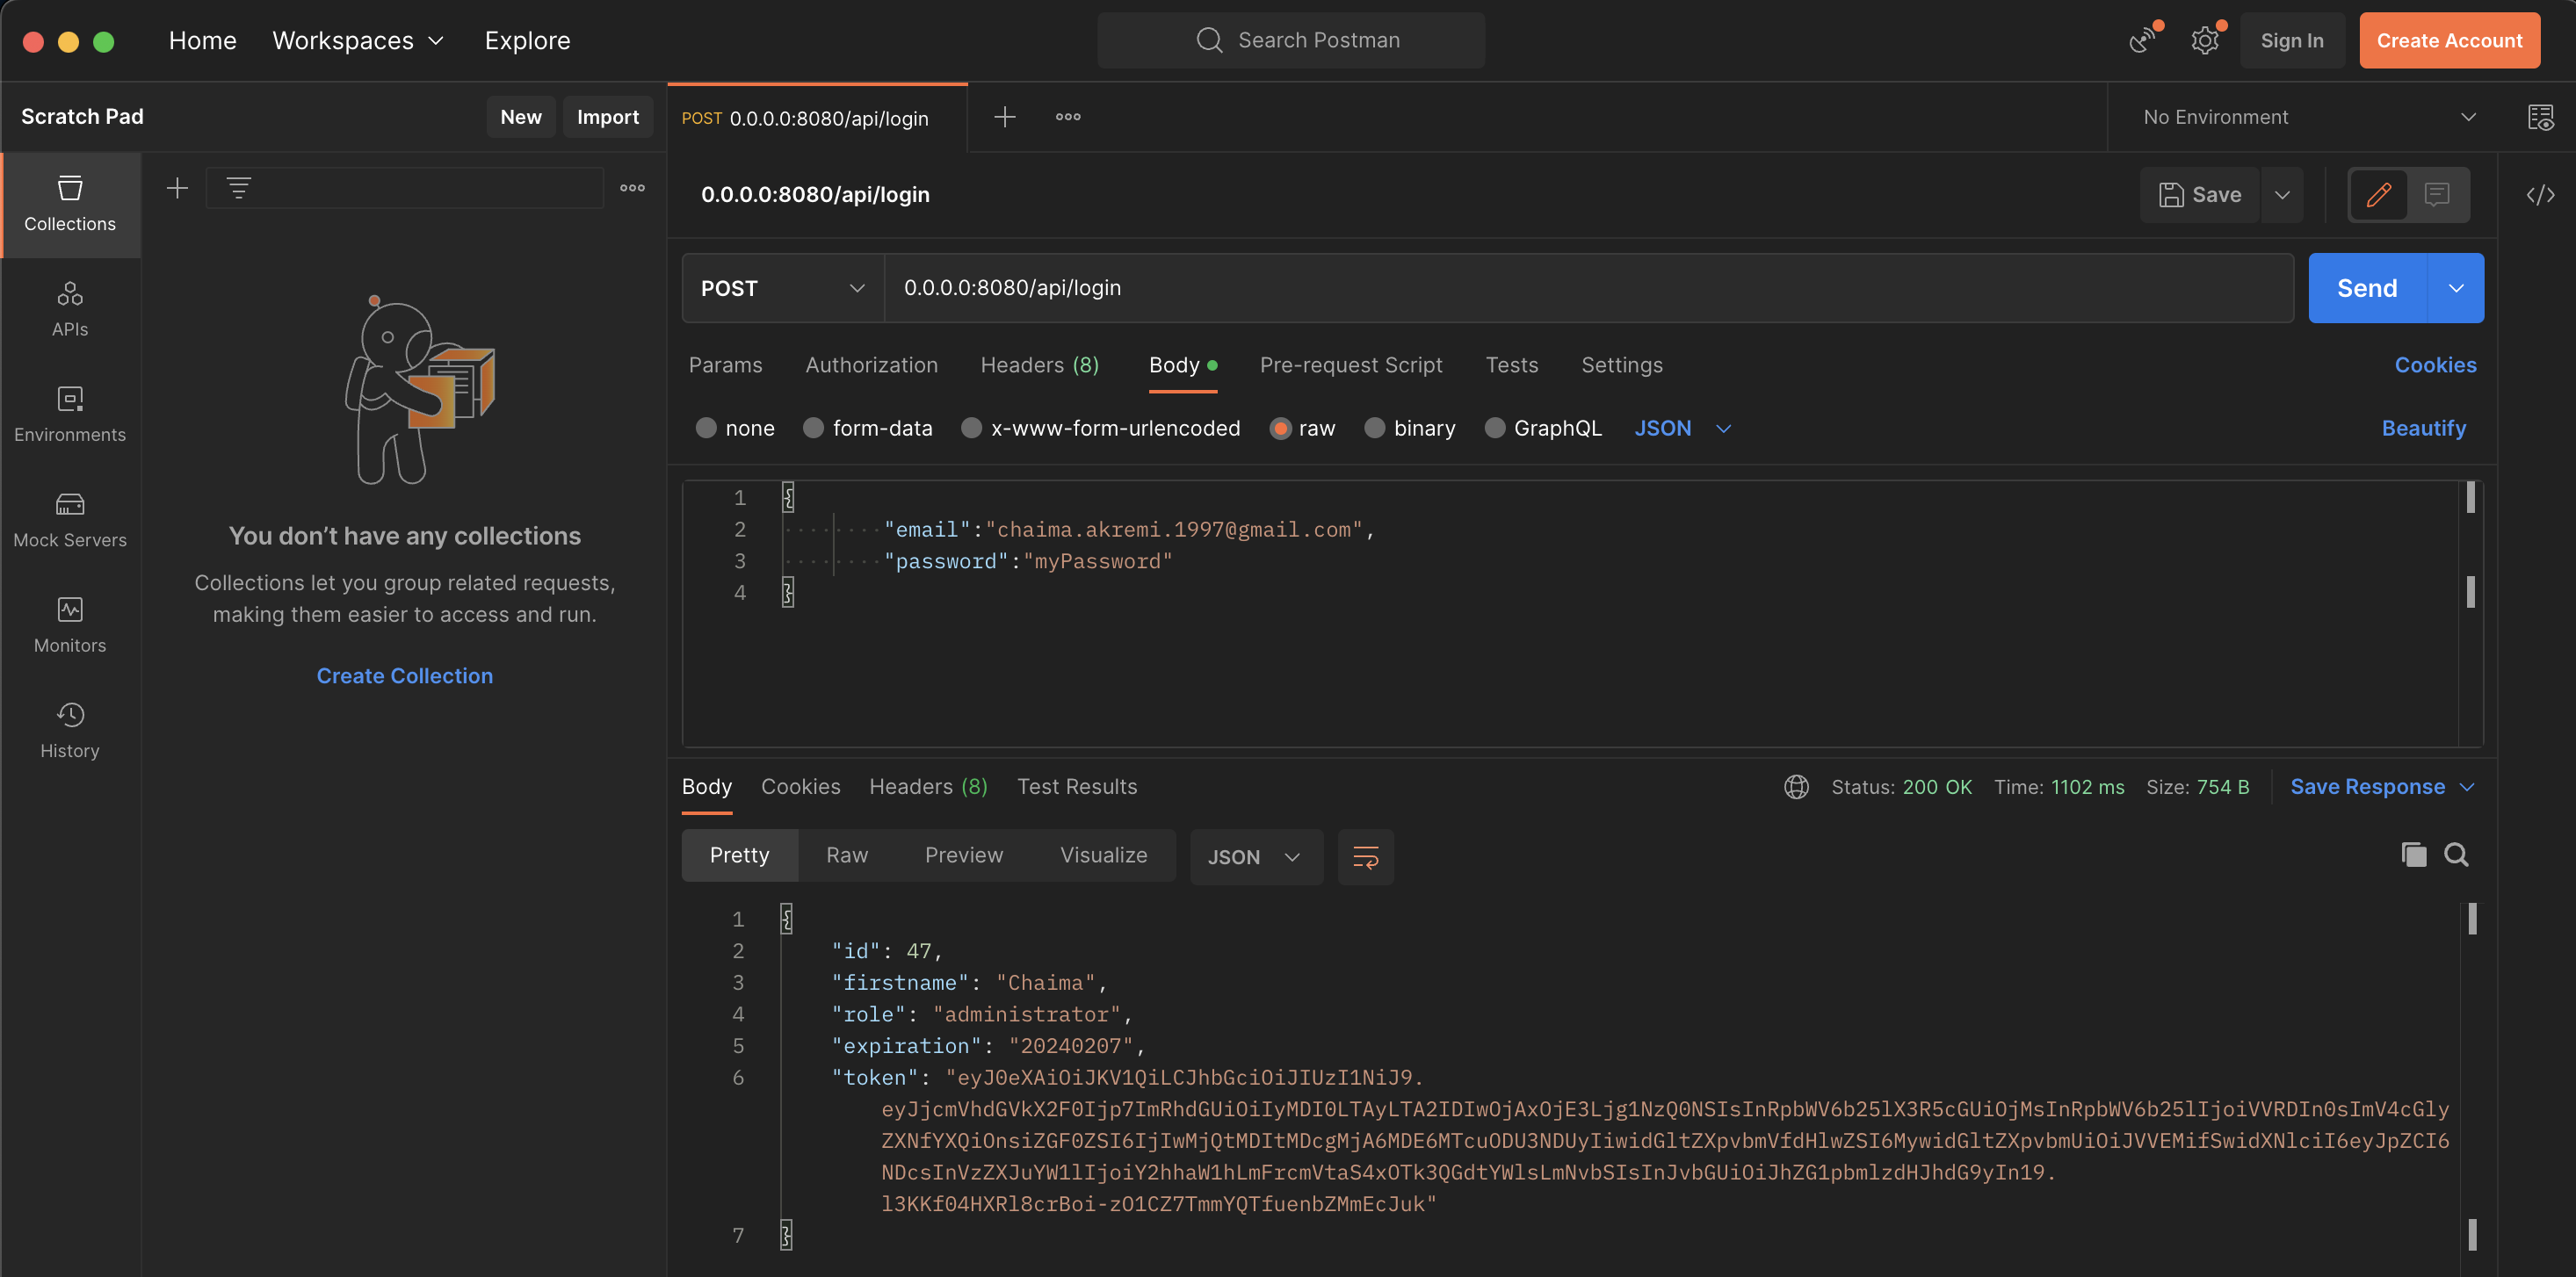 Home Workspaces Explore
Search Postman
Sign In
Create Account
Scratch Pad
New
Import
POST 0.0.0.0:8080/api/login
No Environment
Collections
APIs
Environments
Mock Servers
Monitors
History
You don’t have any collections
Collections let you group related requests,
making them easier to access and run.
Create Collection
0.0.0.0:8080/api/login
Save
POST
0.0.0.0:8080/api/login
Send
Params Authorization Headers (8) Body Pre-request Script Tests Settings
Cookies
none form-data x-www-form-urlencoded raw binary GraphQL JSON
Beautify
1 {
2 "email":"chaima.akremi.1997@gmail.com",
3 "password":"myPassword"
4 }
Body Cookies Headers (8) Test Results
Status: 200 OK Time: 1102 ms Size: 754 B
Save Response
Pretty Raw Preview Visualize JSON
1 {
2 "id": 47,
3 "firstname": "Chaima",
4 "role": "administrator",
5 "expiration": "20240207",
6 "token": "eyJ0eXAiOiJKV1QiLCJhbGciOiJIUzI1NiJ9.
eyJjcmVhdGVkX2F0Ijp7ImRhdGUiOiIyMDI0LTAyLTA2IDIwOjAxOjE3Ljg1NzQ0NSIsInRpbWV6b25lX3R5cGUiOjMsInRpbWV6b25lIjoiVVRDIn0sImV4cGly
ZXNfYXQiOnsiZGF0ZSI6IjIwMjQtMDItMDcgMjA6MDE6MTcuODU3NDUyIiwidGltZXpvbmVfdHlwZSI6MywidGltZXpvbmUiOiJVVEMifSwidXNlciI6eyJpZCI6
NDcsInVzZXJuYW1lIjoiY2hhaW1hLmFrcmVtaS4xOTk3QGdtYWlsLmNvbSIsInJvbGUiOiJhZG1pbmlzdHJhdG9yIn19.
l3KKf04HXRl8crBoi-zO1CZ7TmmYQTfuenbZMmEcJuk"
7 }